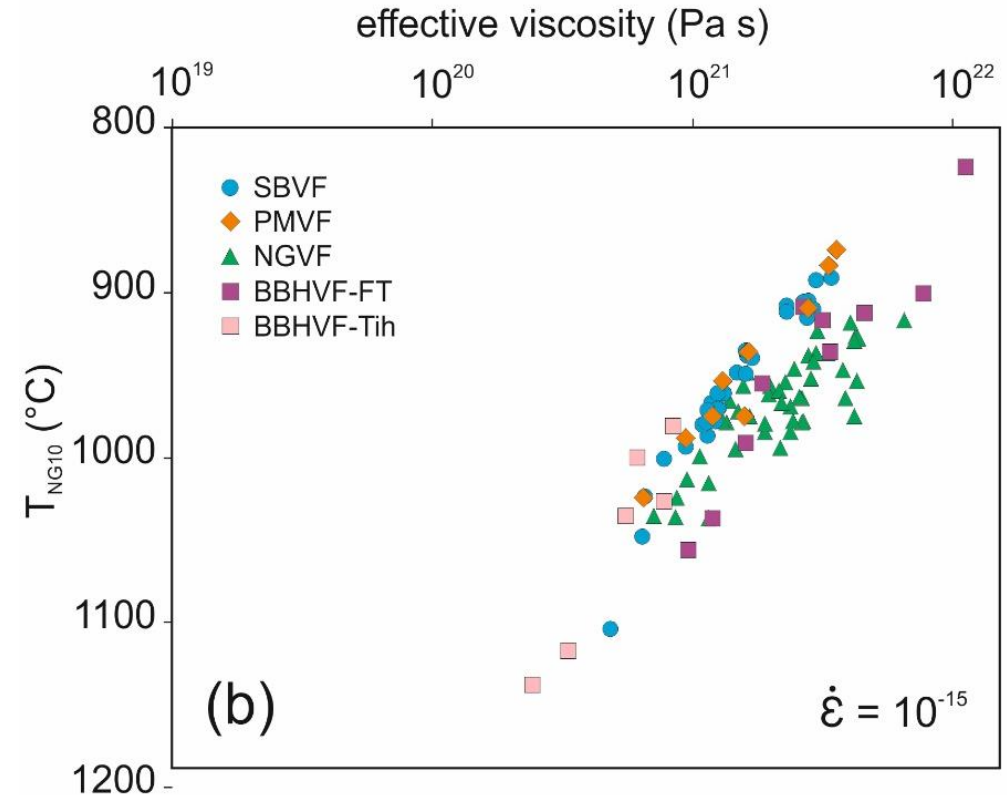 effective viscosity (Pa s)
10^19 10^20 10^21 10^22
800
SBVF
PMVF
NGVF
900
BBHVF-FT
BBHVF-Tih
T_NG10 (°C)
1000
1100
(b)
ε̇ = 10^-15
1200